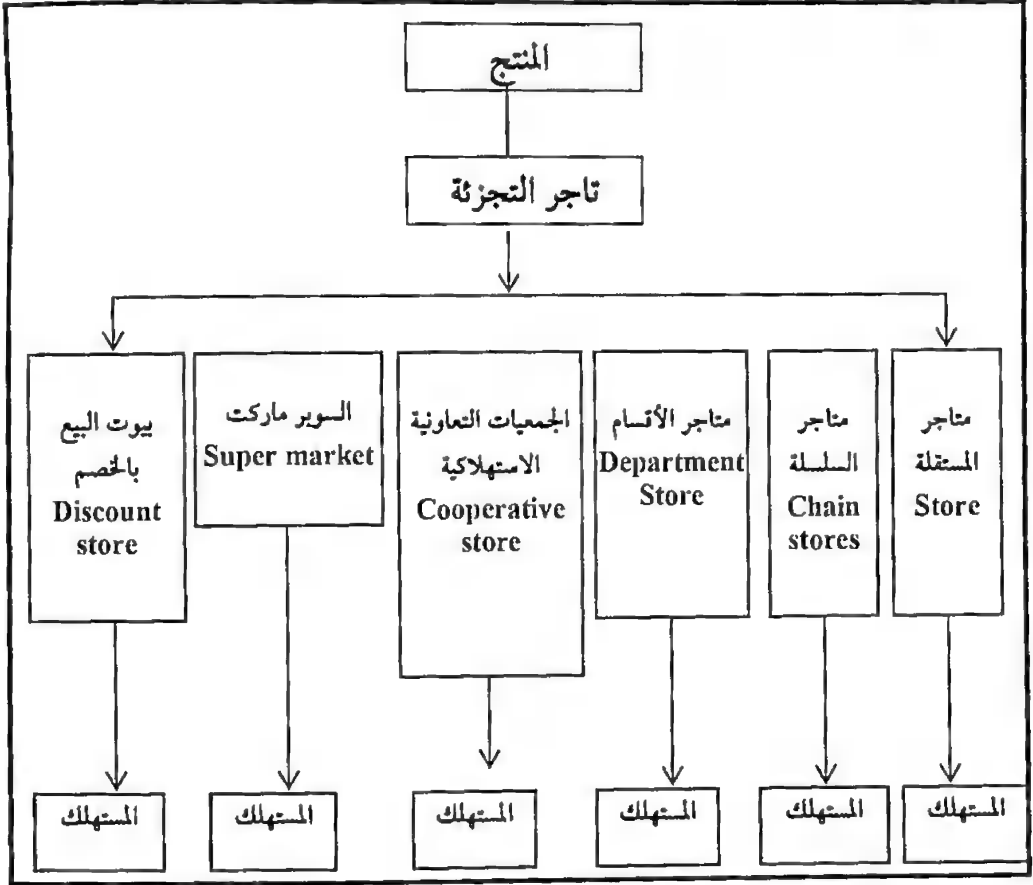 المنتج
تاجر التجزئة
متاجر
المستقلة
Store
متاجر
السلسلة
Chain
stores
متاجر الأقسام
Department
Store
الجمعيات التعاونية
الاستهلاكية
Cooperative
store
السوبر ماركت
Super market
بيوت البيع
بالخصم
Discount
store
المستهلك
المستهلك
المستهلك
المستهلك
المستهلك
المستهلك